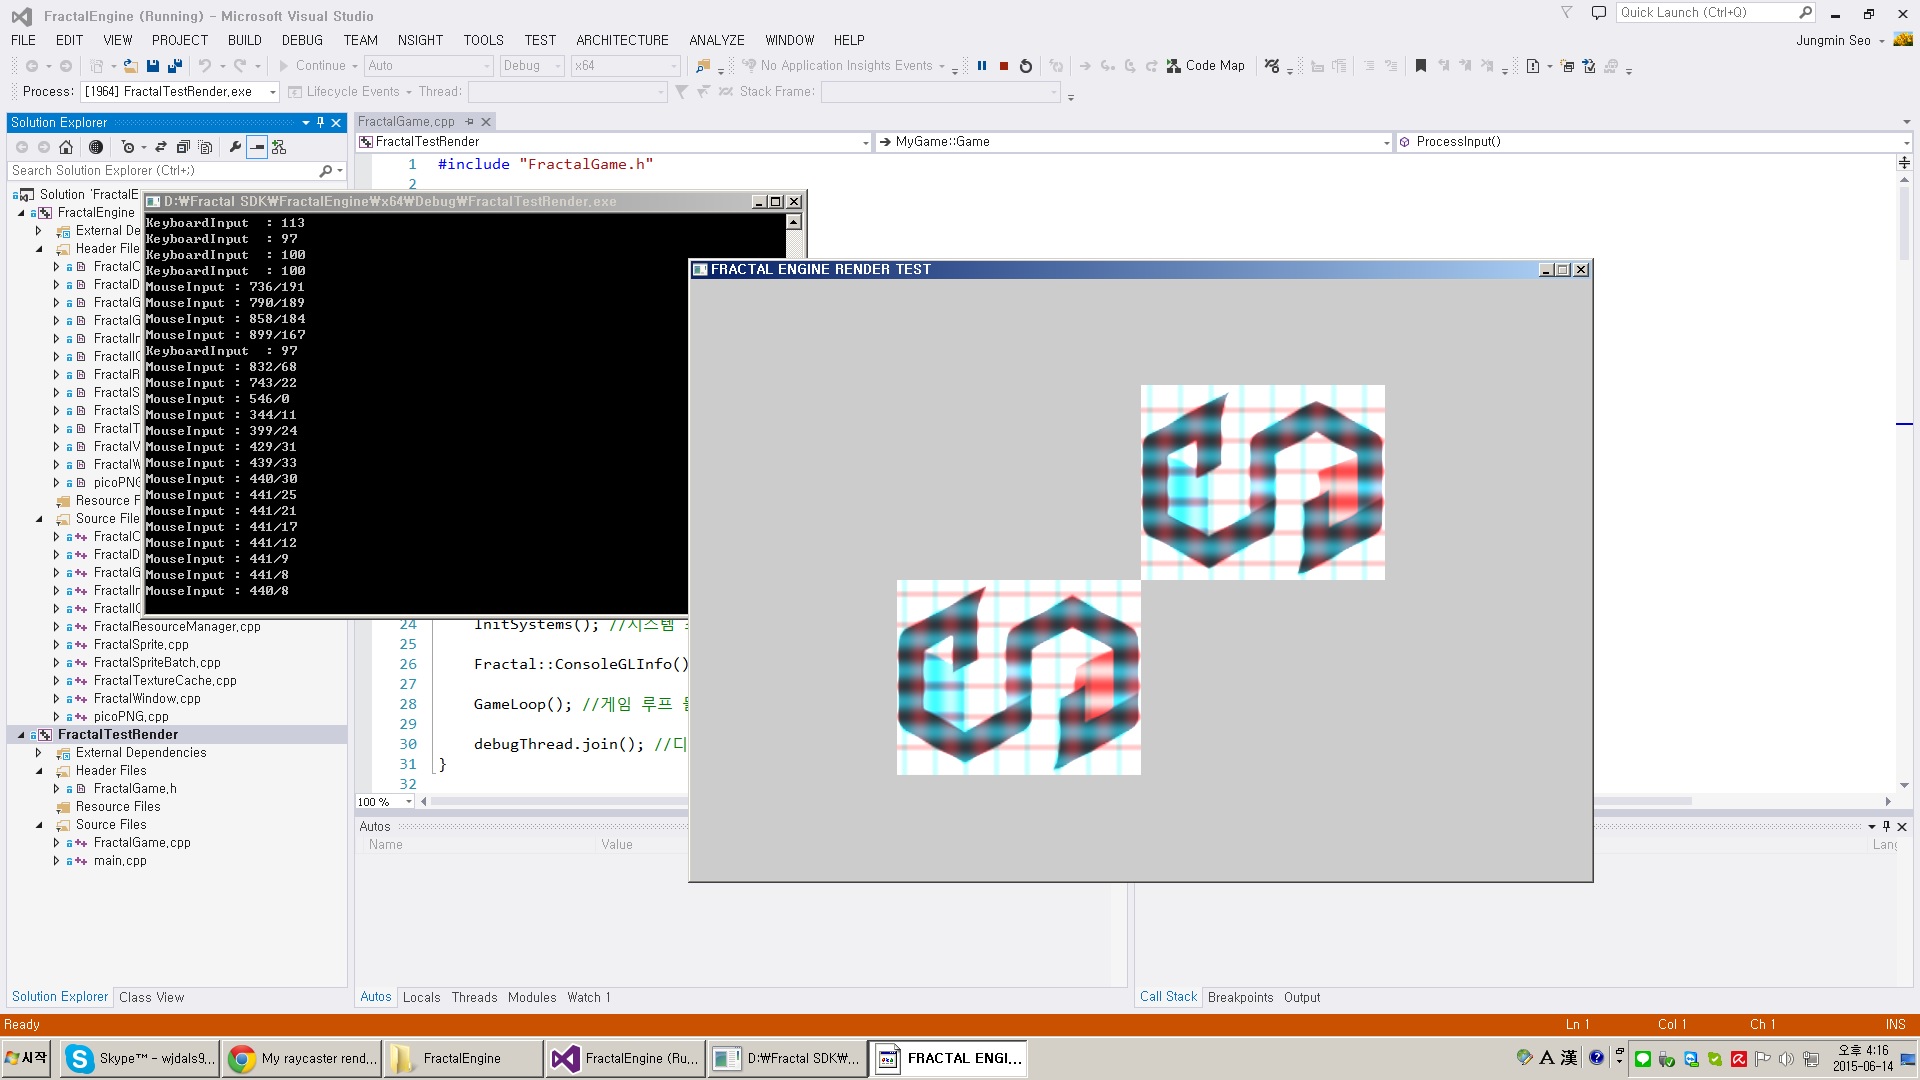 FractalEngine (Running) - Microsoft Visual Studio
Quick Launch (Ctrl+Q)
FILE EDIT VIEW PROJECT BUILD DEBUG TEAM NSIGHT TOOLS TEST ARCHITECTURE ANALYZE WINDOW HELP
Jungmin Seo
Continue Auto Debug x64 No Application Insights Events Code Map
Process: [1964] FractalTestRender.exe Lifecycle Events Thread: Stack Frame:
Solution Explorer
FractalGame.cpp
FractalTestRender
MyGame::Game
ProcessInput()
Search Solution Explorer (Ctrl+;)
1 #include "FractalGame.h"
2
Solution 'FractalE
FractalEngine
External De
Header File
FractalC
FractalD
FractalG
FractalG
FractalIn
FractalIO
FractalR
FractalS
FractalS
FractalT
FractalV
FractalW
picoPNG
Resource F
Source File
FractalC
FractalD
FractalG
FractalIn
FractalIO
FractalResourceManager.cpp
FractalSprite.cpp
FractalSpriteBatch.cpp
FractalTextureCache.cpp
FractalWindow.cpp
picoPNG.cpp
FractalTestRender
External Dependencies
Header Files
FractalGame.h
Resource Files
Source Files
FractalGame.cpp
main.cpp
D:₩Fractal SDK₩FractalEngine₩x64₩Debug₩FractalTestRender.exe
KeyboardInput : 113
KeyboardInput : 97
KeyboardInput : 100
KeyboardInput : 100
MouseInput : 736/191
MouseInput : 790/189
MouseInput : 858/184
MouseInput : 899/167
KeyboardInput : 97
MouseInput : 832/68
MouseInput : 743/22
MouseInput : 546/0
MouseInput : 344/11
MouseInput : 399/24
MouseInput : 429/31
MouseInput : 439/33
MouseInput : 440/30
MouseInput : 441/25
MouseInput : 441/21
MouseInput : 441/17
MouseInput : 441/12
MouseInput : 441/9
MouseInput : 441/8
MouseInput : 440/8
FRACTAL ENGINE RENDER TEST
24 InitSystems(); //시스템
25
26 Fractal::ConsoleGLInfo()
27
28 GameLoop(); //게임 루프
29
30 debugThread.join(); //디
31 }
32
100 %
Autos
Name Value
Lang
Solution Explorer Class View
Autos Locals Threads Modules Watch 1
Call Stack Breakpoints Output
Ready
Ln 1 Col 1 Ch 1 INS
시작
Skype™ - wjdals9...
My raycaster rend...
FractalEngine
FractalEngine (Ru...
D:₩Fractal SDK₩...
FRACTAL ENGI...
A 漢
오후 4:16
2015-06-14